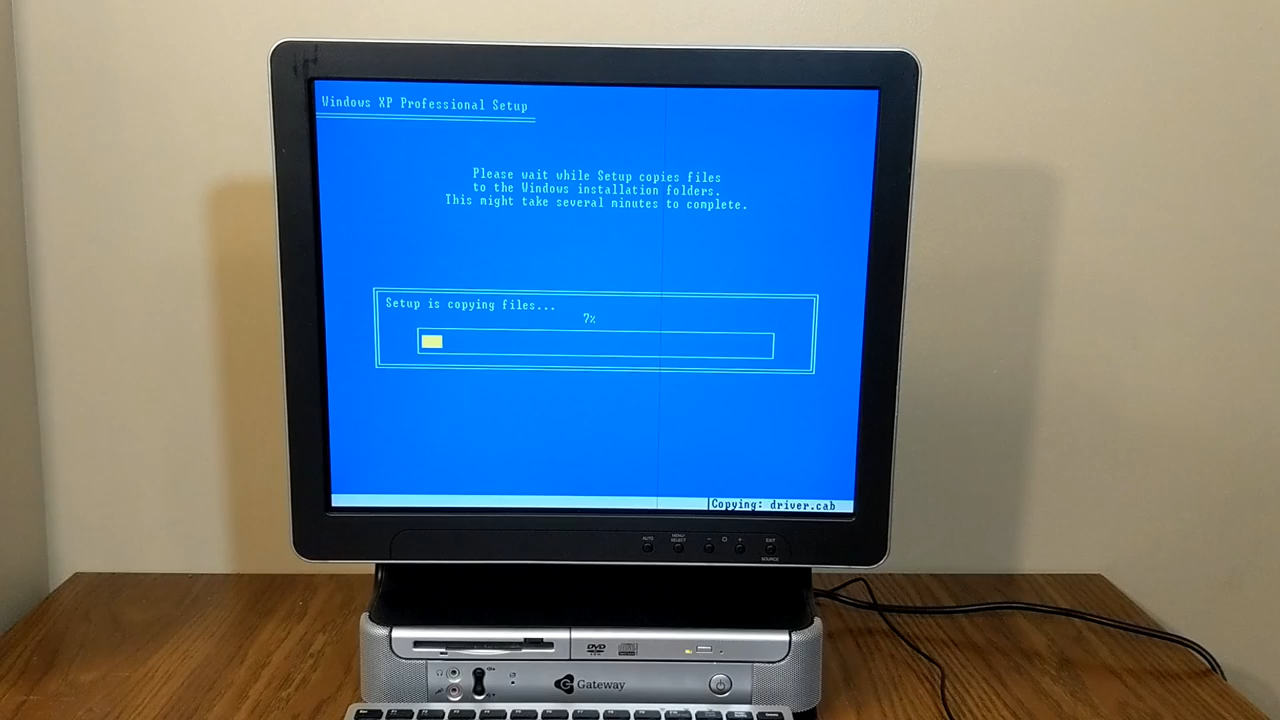 Windows XP Professional Setup
Please wait while Setup copies files
to the Windows installation folders.
This might take several minutes to complete.
Setup is copying files...
7%
Copying: driver.cab
AUTO
MENU/
SELECT
−
+
EXIT
SOURCE
DVD
Gateway